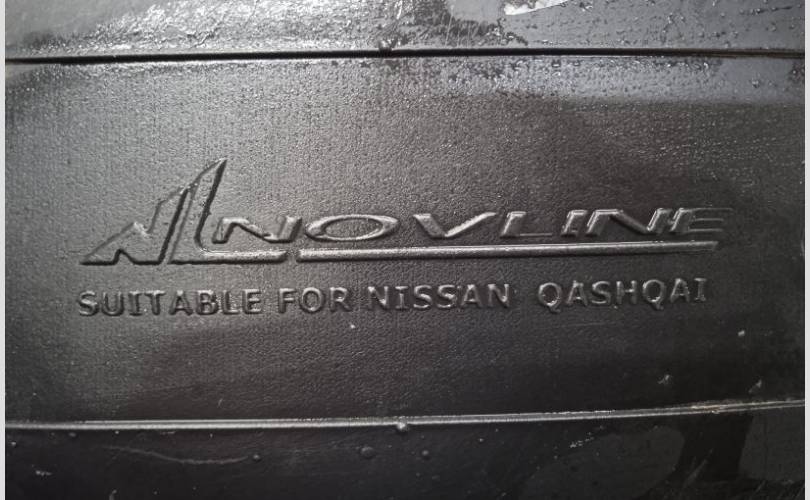 NOVLINE
SUITABLE FOR NISSAN QASHQAI